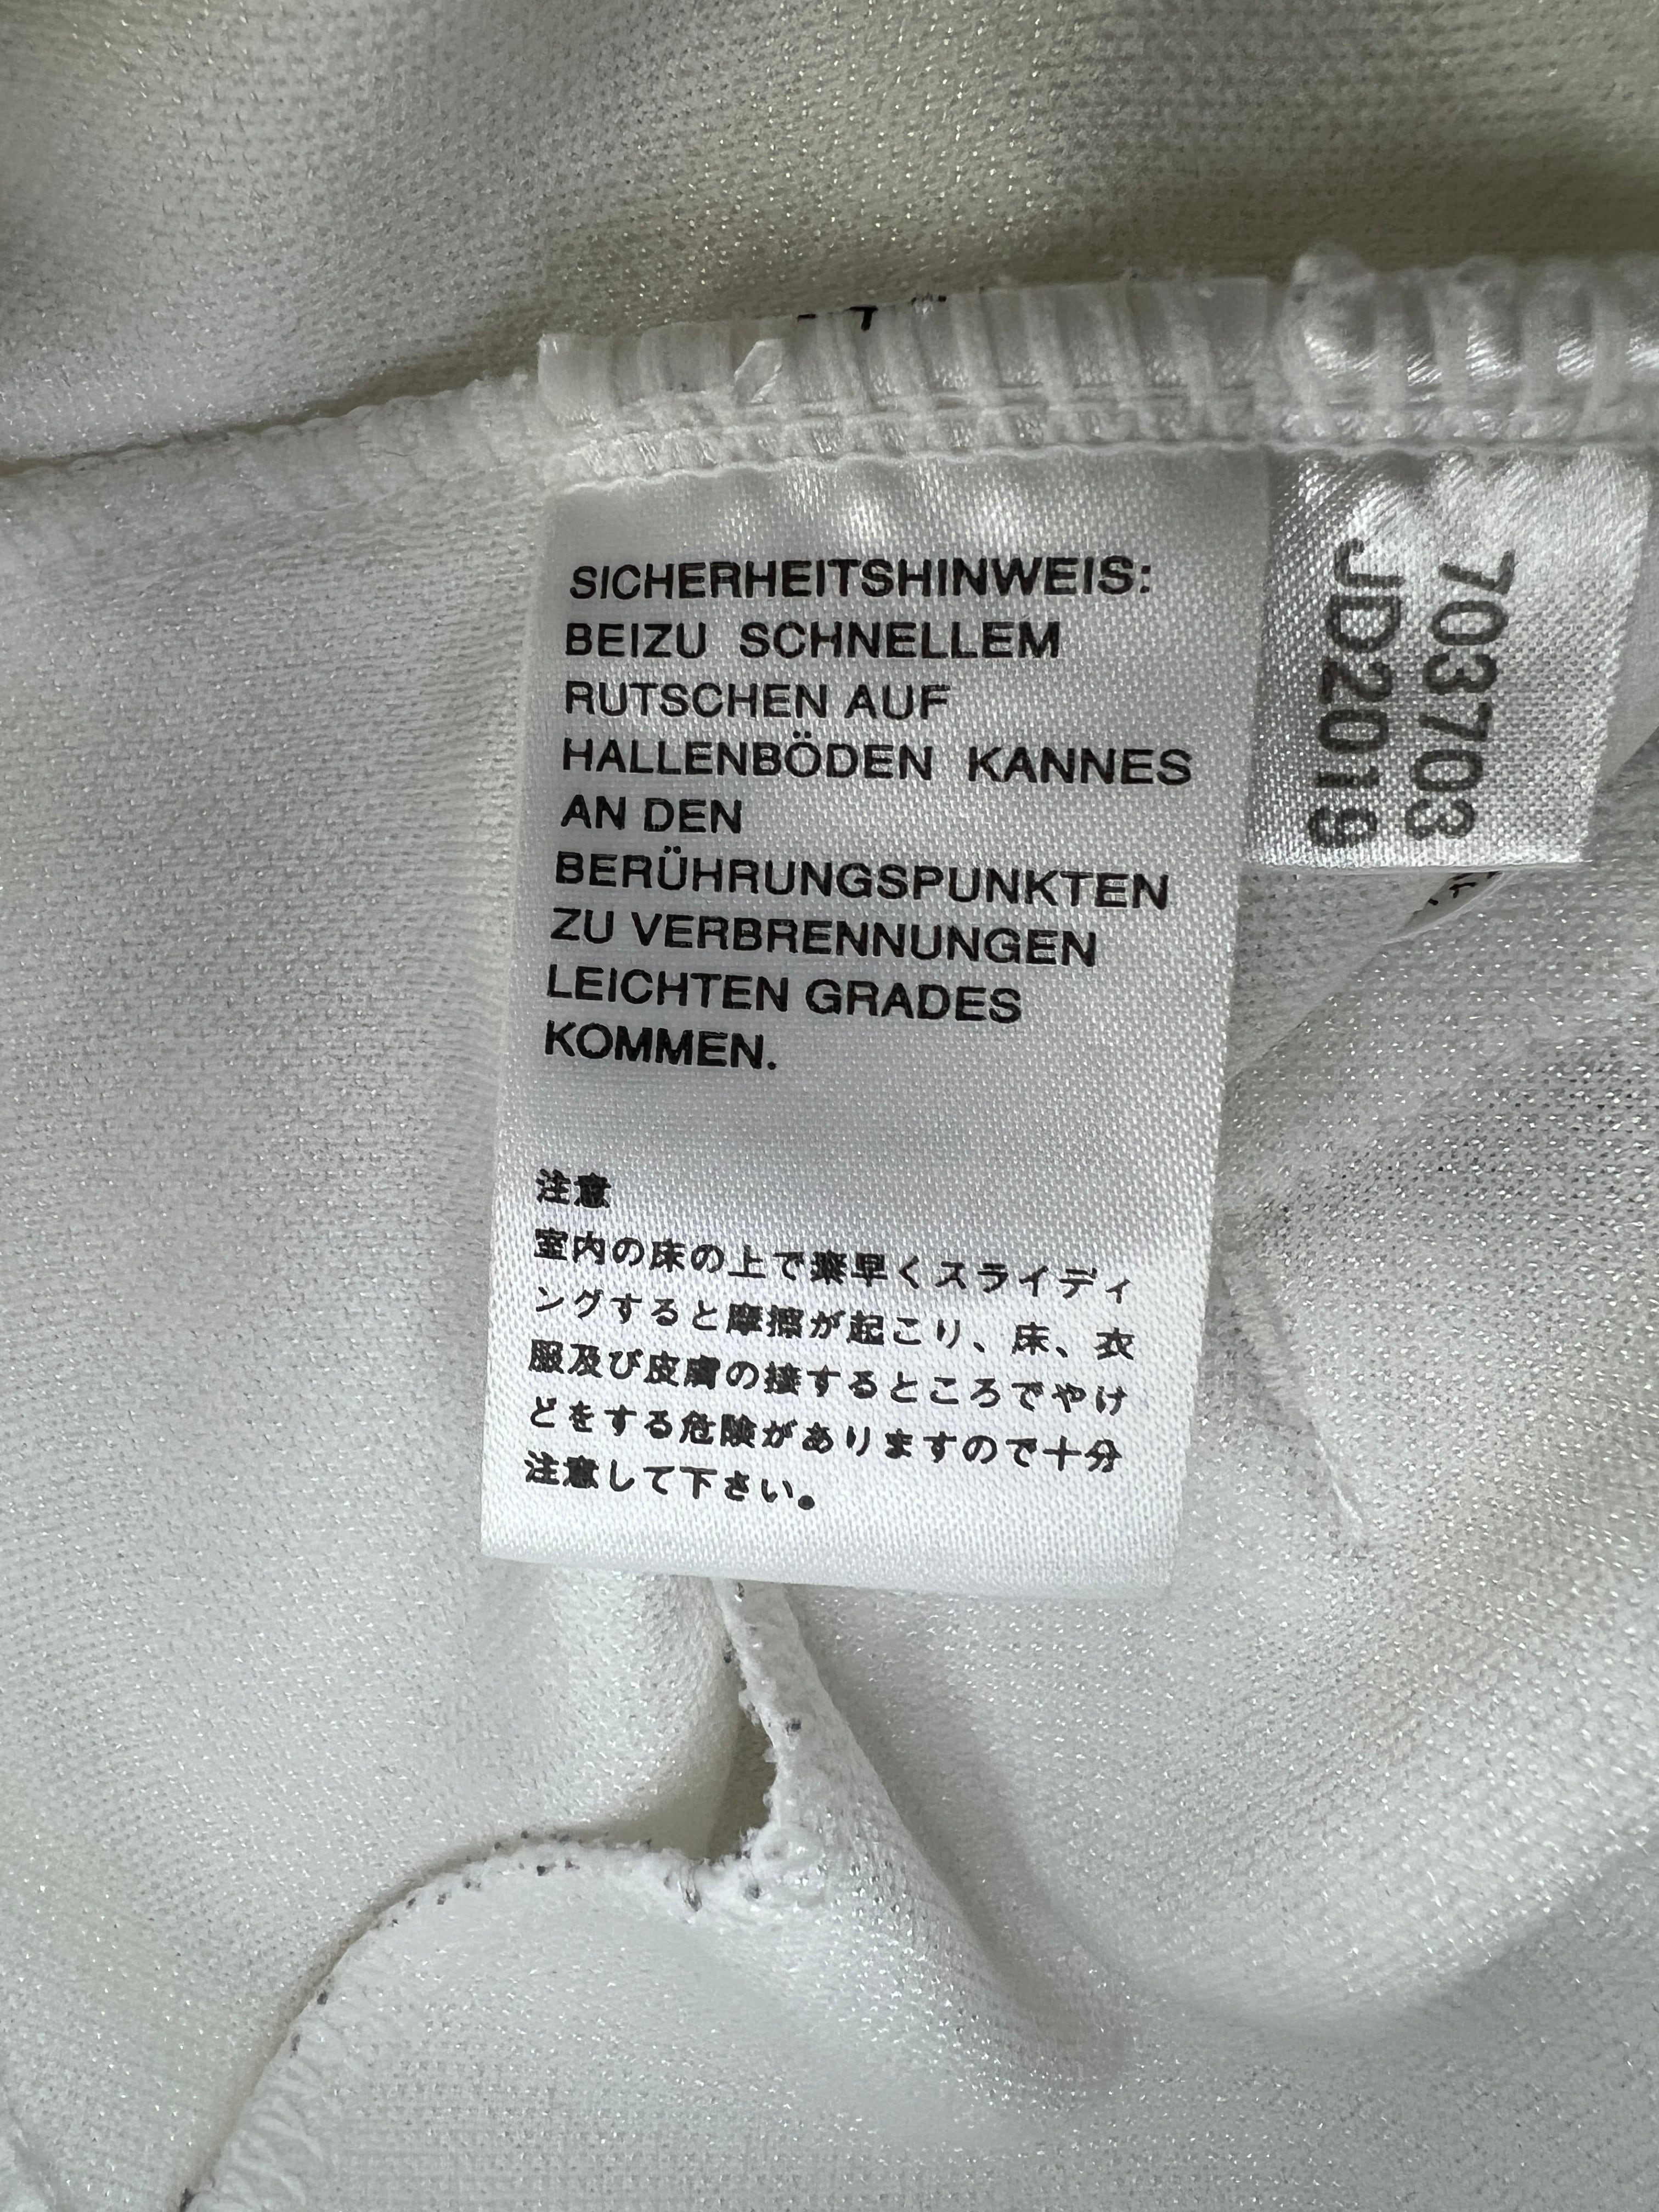 SICHERHEITSHINWEIS:
BEIZU SCHNELLEM
RUTSCHEN AUF
HALLENBÖDEN KANNES
AN DEN
BERÜHRUNGSPUNKTEN
ZU VERBRENNUNGEN
LEICHTEN GRADES
KOMMEN.
注意
室内の床の上で素早くスライディ
ングすると摩擦が起こり、床、衣
服及び皮膚の接するところでやけ
どをする危険がありますので十分
注意して下さい。
703703
JD2019